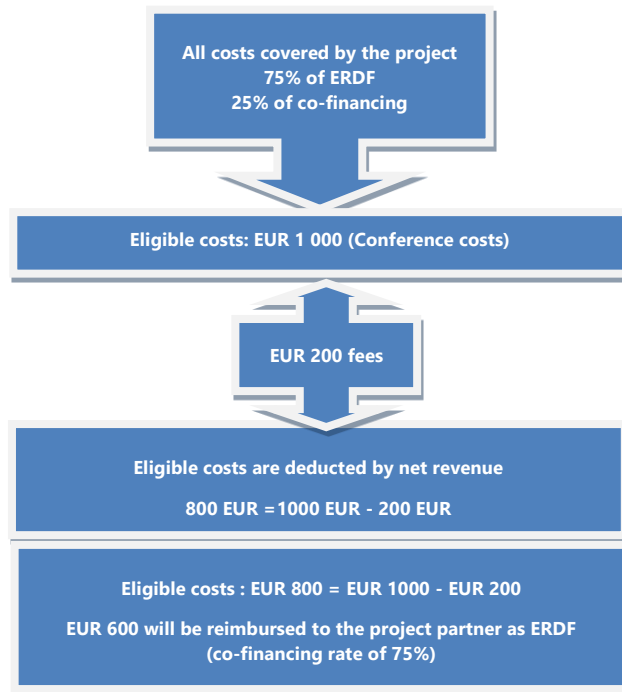 All costs covered by the project
75% of ERDF
25% of co-financing
Eligible costs: EUR 1 000 (Conference costs)
EUR 200 fees
Eligible costs are deducted by net revenue
800 EUR =1000 EUR - 200 EUR
Eligible costs : EUR 800 = EUR 1000 - EUR 200
EUR 600 will be reimbursed to the project partner as ERDF
(co-financing rate of 75%)